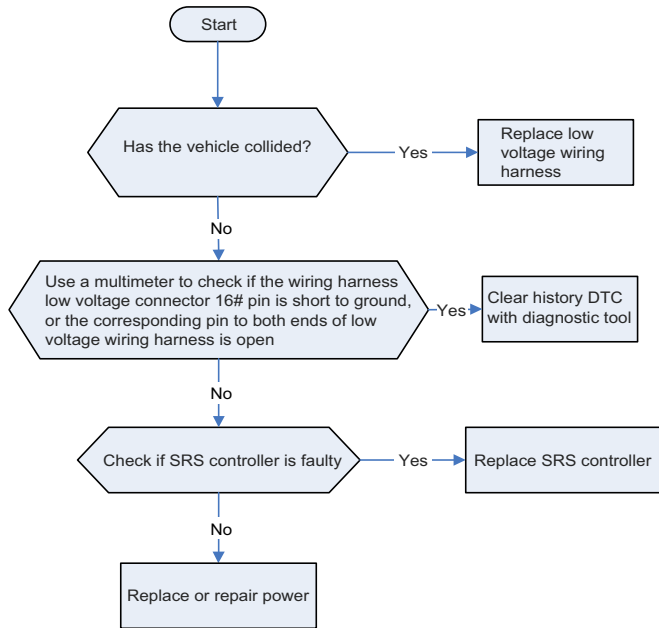 Start
Has the vehicle collided?
Yes
Replace low
voltage wiring
harness
No
Use a multimeter to check if the wiring harness
low voltage connector 16# pin is short to ground,
or the corresponding pin to both ends of low
voltage wiring harness is open
Yes
Clear history DTC
with diagnostic tool
No
Check if SRS controller is faulty
Yes
Replace SRS controller
No
Replace or repair power